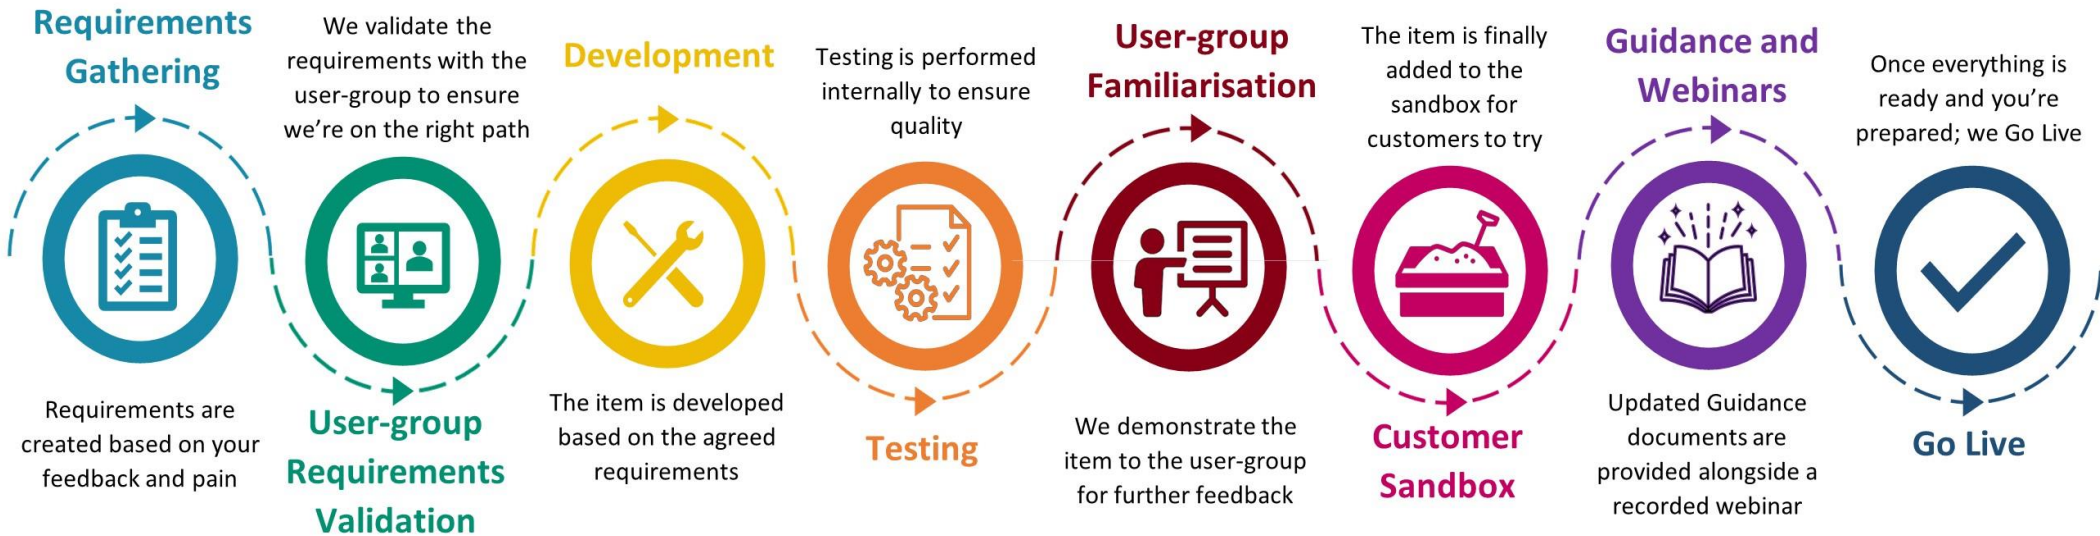 Requirements
Gathering
Requirements are
created based on your
feedback and pain
We validate the
requirements with the
user-group to ensure
we’re on the right path
User-group
Requirements
Validation
Development
The item is developed
based on the agreed
requirements
Testing is performed
internally to ensure
quality
Testing
User-group
Familiarisation
We demonstrate the
item to the user-group
for further feedback
The item is finally
added to the
sandbox for
customers to try
Customer
Sandbox
Guidance and
Webinars
Updated Guidance
documents are
provided alongside a
recorded webinar
Once everything is
ready and you’re
prepared; we Go Live
Go Live